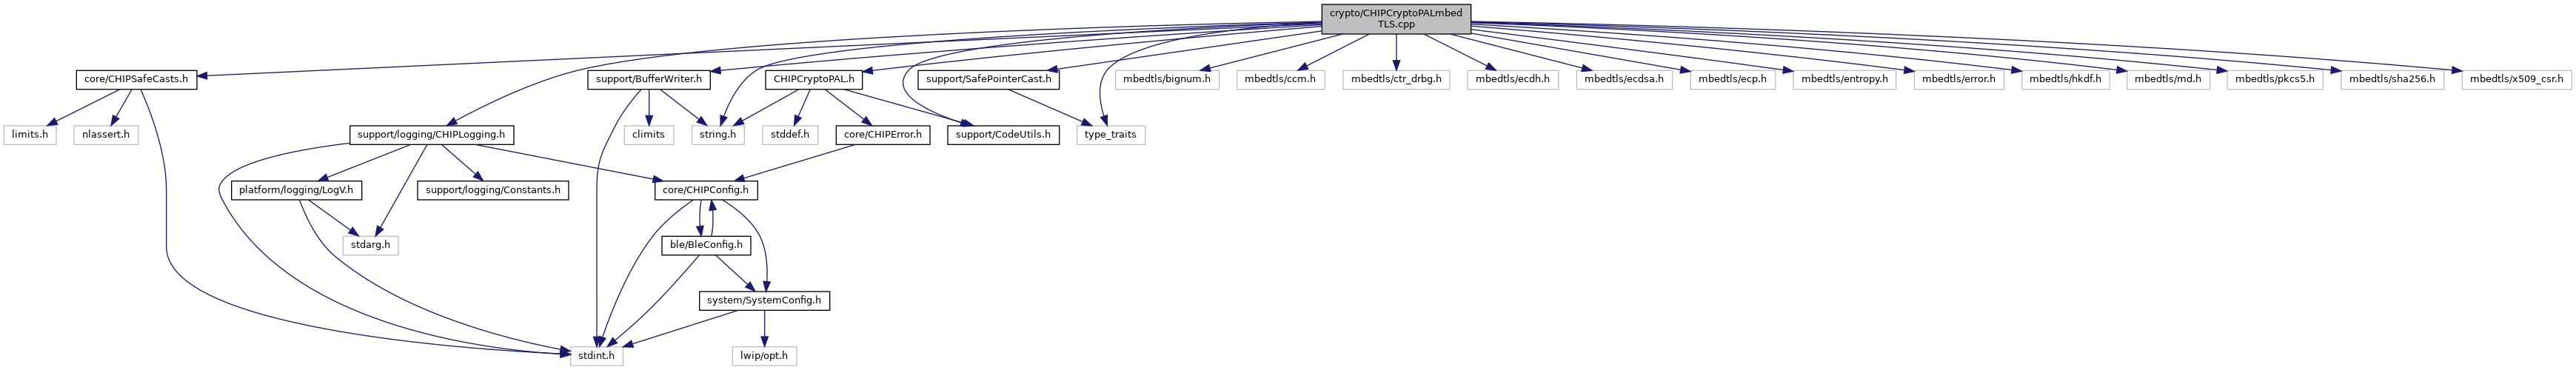 crypto/CHIPCryptoPALmbed
TLS.cpp
core/CHIPSafeCasts.h
support/BufferWriter.h
CHIPCryptoPAL.h
support/SafePointerCast.h
mbedtls/bignum.h
mbedtls/ccm.h
mbedtls/ctr_drbg.h
mbedtls/ecdh.h
mbedtls/ecdsa.h
mbedtls/ecp.h
mbedtls/entropy.h
mbedtls/error.h
mbedtls/hkdf.h
mbedtls/md.h
mbedtls/pkcs5.h
mbedtls/sha256.h
mbedtls/x509_csr.h
limits.h
nlassert.h
support/logging/CHIPLogging.h
climits
string.h
stddef.h
core/CHIPError.h
support/CodeUtils.h
type_traits
platform/logging/LogV.h
support/logging/Constants.h
core/CHIPConfig.h
stdarg.h
ble/BleConfig.h
system/SystemConfig.h
stdint.h
lwip/opt.h